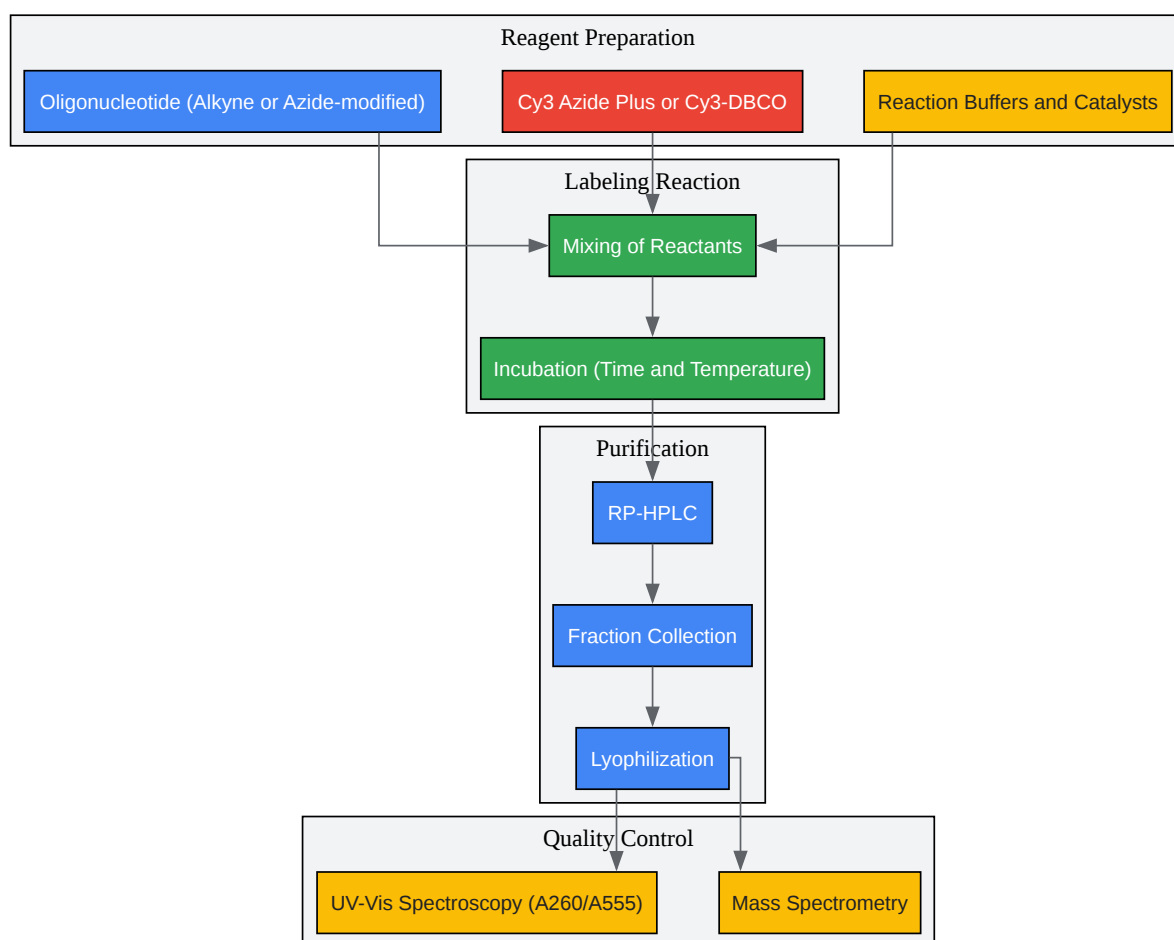 Reagent Preparation
Oligonucleotide (Alkyne or Azide-modified)
Cy3 Azide Plus or Cy3-DBCO
Reaction Buffers and Catalysts
Labeling Reaction
Mixing of Reactants
Incubation (Time and Temperature)
Purification
RP-HPLC
Fraction Collection
Lyophilization
Quality Control
UV-Vis Spectroscopy (A260/A555)
Mass Spectrometry